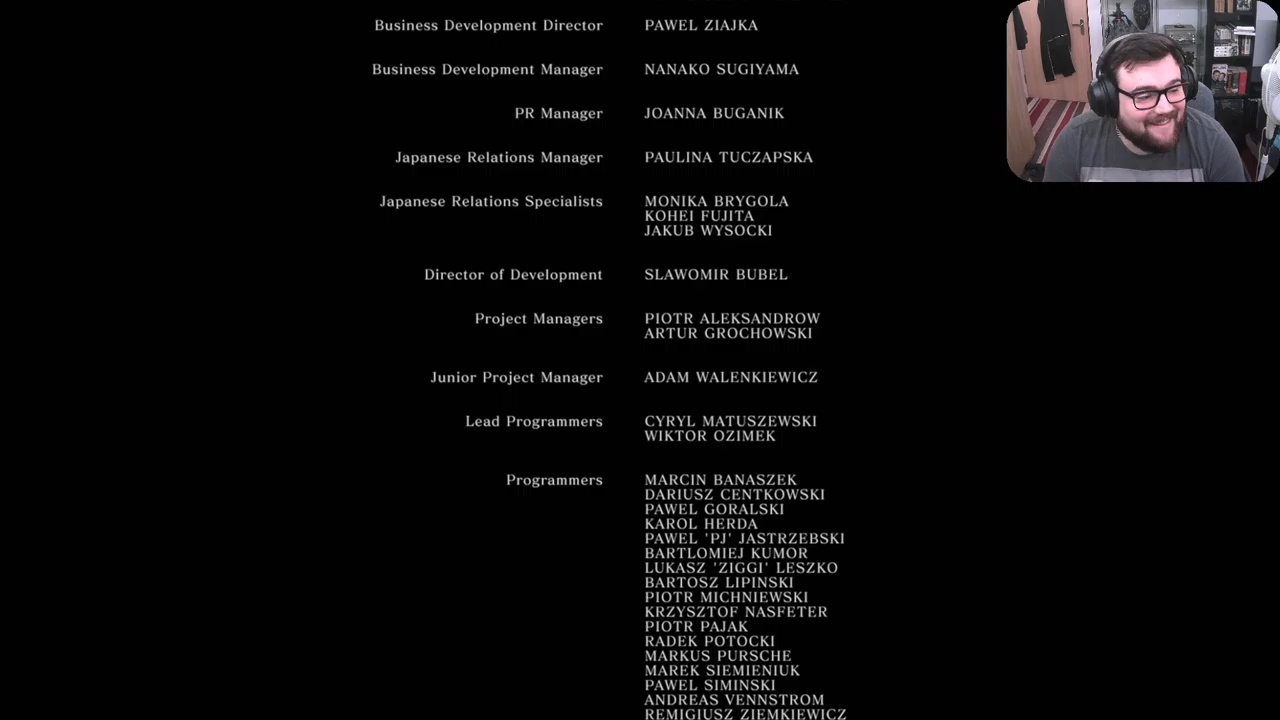 Business Development Director PAWEL ZIAJKA
Business Development Manager NANAKO SUGIYAMA
PR Manager JOANNA BUGANIK
Japanese Relations Manager PAULINA TUCZAPSKA
Japanese Relations Specialists MONIKA BRYGOLA
KOHEI FUJITA
JAKUB WYSOCKI
Director of Development SLAWOMIR BUBEL
Project Managers PIOTR ALEKSANDROW
ARTUR GROCHOWSKI
Junior Project Manager ADAM WALENKIEWICZ
Lead Programmers CYRYL MATUSZEWSKI
WIKTOR OZIMEK
Programmers MARCIN BANASZEK
DARIUSZ CENTKOWSKI
PAWEL GORALSKI
KAROL HERDA
PAWEL 'PJ' JASTRZEBSKI
BARTLOMIEJ KUMOR
LUKASZ 'ZIGGI' LESZKO
BARTOSZ LIPINSKI
PIOTR MICHNIEWSKI
KRZYSZTOF NASFETER
PIOTR PAJAK
RADEK POTOCKI
MARKUS PURSCHE
MAREK SIEMIENIUK
PAWEL SIMINSKI
ANDREAS VENNSTROM
REMIGIUSZ ZIEMKIEWICZ